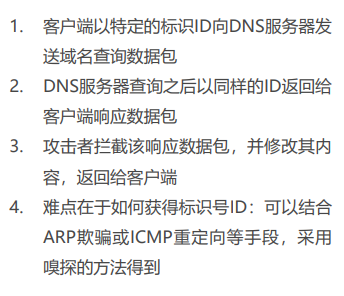 1. 客户端以特定的标识ID向DNS服务器发
送域名查询数据包
2. DNS服务器查询之后以同样的ID返回给
客户端响应数据包
3. 攻击者拦截该响应数据包，并修改其内
容，返回给客户端
4. 难点在于如何获得标识号ID：可以结合
ARP欺骗或ICMP重定向等手段，采用
嗅探的方法得到